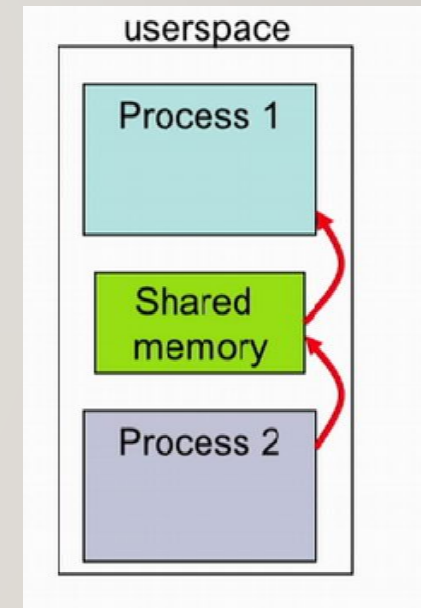 userspace
Process 1
Shared
memory
Process 2